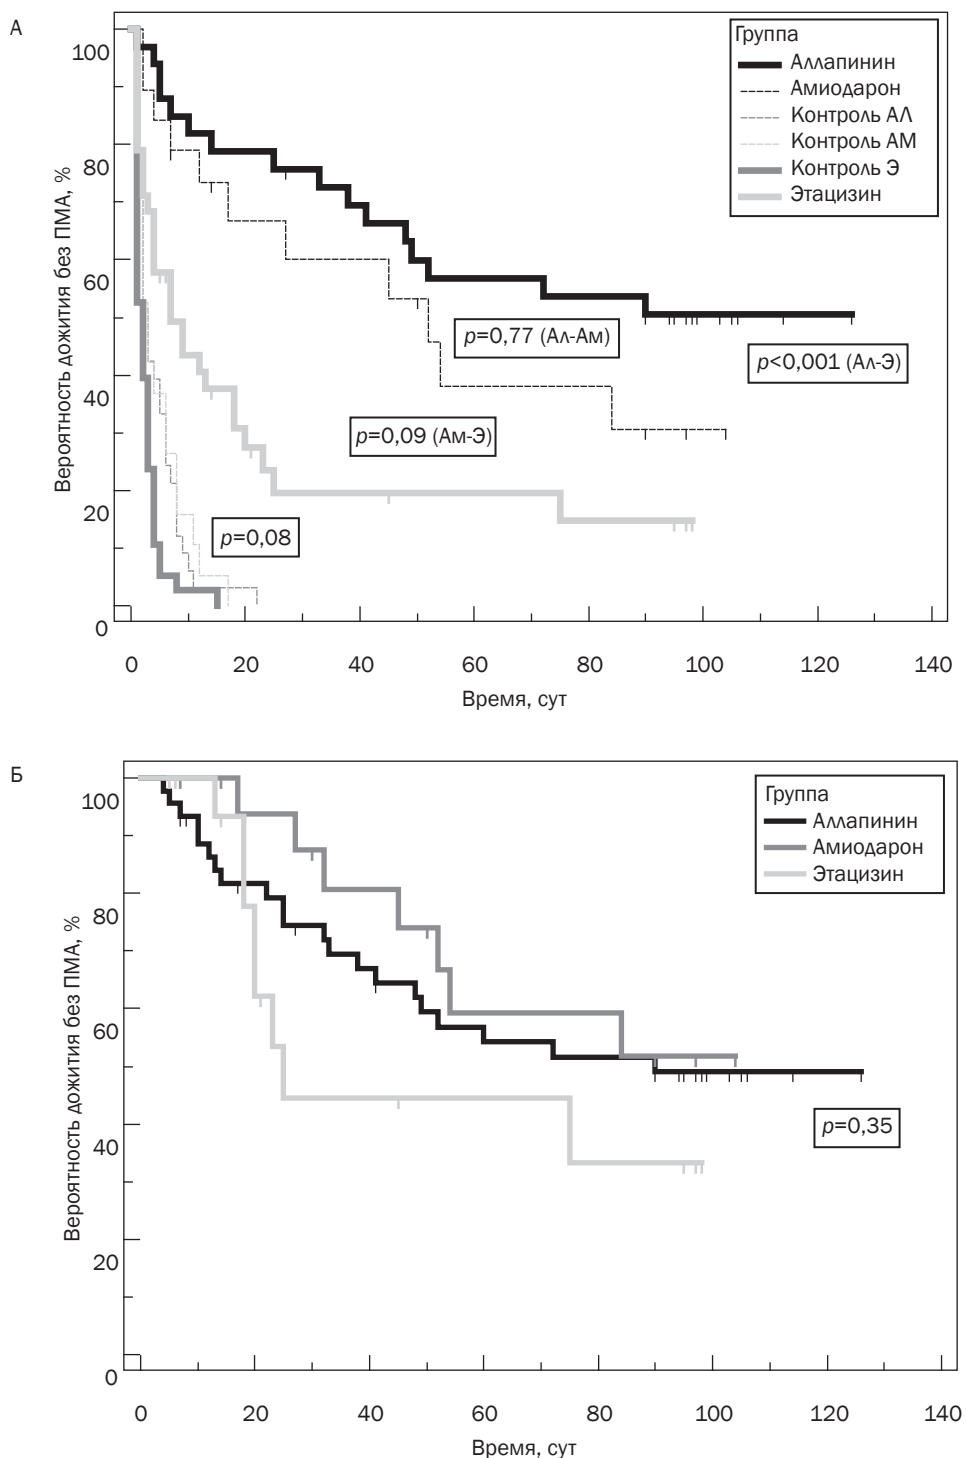 А
Группа
Аллапинин
Амиодарон
Контроль АЛ
Контроль АМ
Контроль Э
Этацизин
Вероятность дожития без ПМА, %
100
80
60
40
20
0
p=0,77 (Ал-Ам)
p<0,001 (Ал-Э)
p=0,09 (Ам-Э)
p=0,08
0 20 40 60 80 100 120 140
Время, сут
Б
Группа
Аллапинин
Амиодарон
Этацизин
Вероятность дожития без ПМА, %
100
80
60
40
20
0
p=0,35
0 20 40 60 80 100 120 140
Время, сут